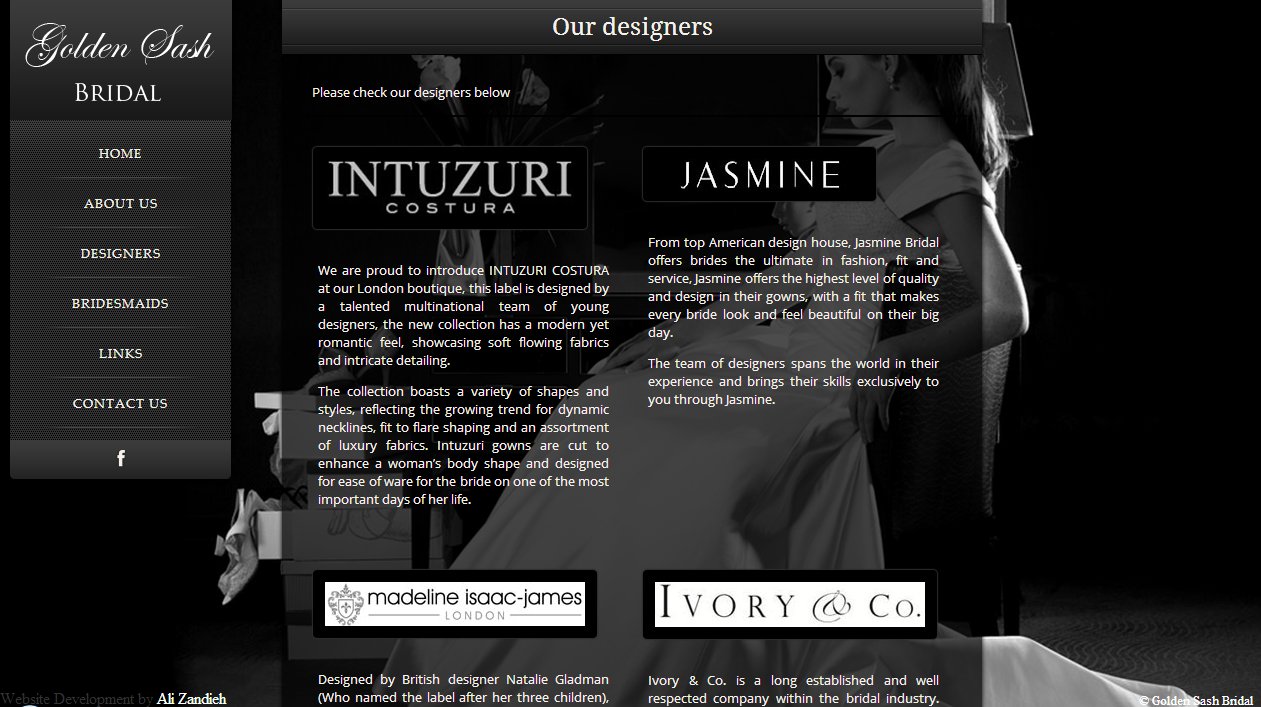 Golden Sash
BRIDAL
HOME
ABOUT US
DESIGNERS
BRIDESMAIDS
LINKS
CONTACT US
f
Our designers
Please check our designers below
INTUZURI
COSTURA
We are proud to introduce INTUZURI COSTURA
at our London boutique, this label is designed by
a talented multinational team of young
designers, the new collection has a modern yet
romantic feel, showcasing soft flowing fabrics
and intricate detailing.
The collection boasts a variety of shapes and
styles, reflecting the growing trend for dynamic
necklines, fit to flare shaping and an assortment
of luxury fabrics. Intuzuri gowns are cut to
enhance a woman’s body shape and designed
for ease of ware for the bride on one of the most
important days of her life.
JASMINE
From top American design house, Jasmine Bridal
offers brides the ultimate in fashion, fit and
service, Jasmine offers the highest level of quality
and design in their gowns, with a fit that makes
every bride look and feel beautiful on their big
day.
The team of designers spans the world in their
experience and brings their skills exclusively to
you through Jasmine.
madeline isaac-james
LONDON
Designed by British designer Natalie Gladman
(Who named the label after her three children),
IVORY & CO.
Ivory & Co. is a long established and well
respected company within the bridal industry.
Website Development by Ali Zandieh
© Golden Sash Bridal